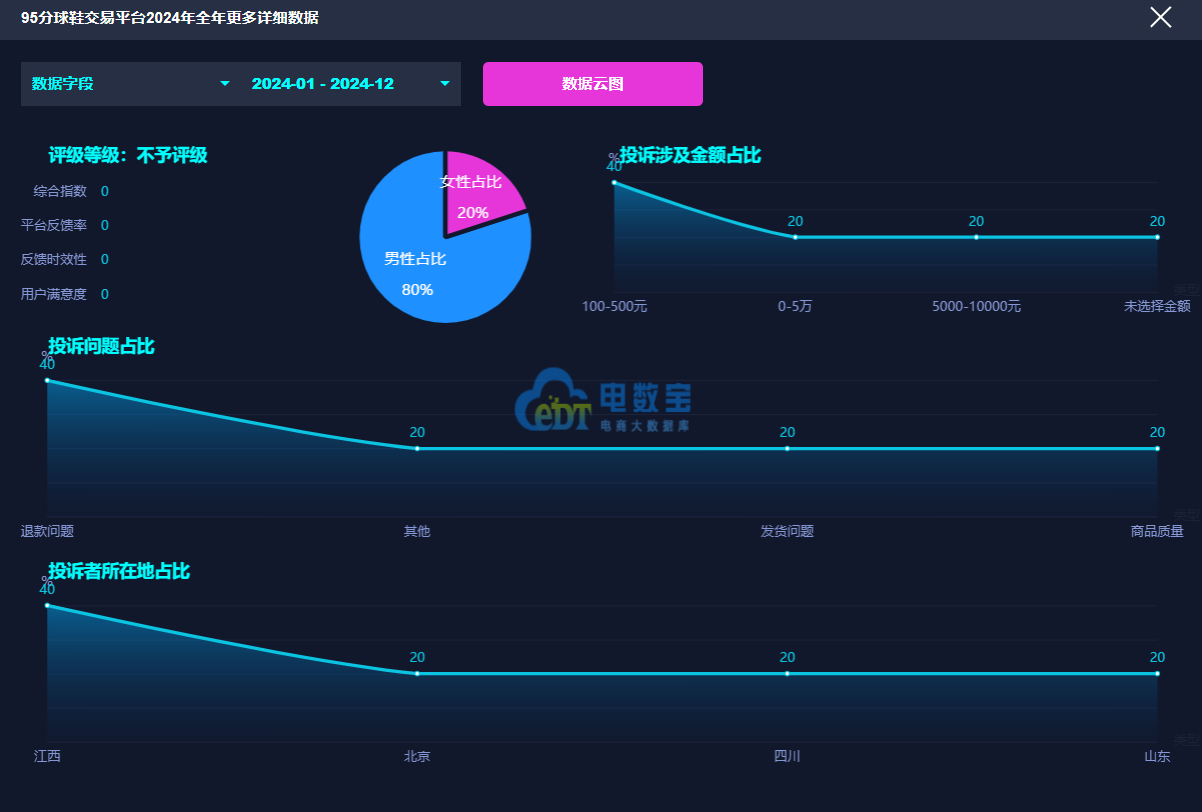 95分球鞋交易平台2024年全年更多详细数据
数据字段
2024-01 - 2024-12
数据云图
评级等级：不予评级
综合指数 0
平台反馈率 0
反馈时效性 0
用户满意度 0
女性占比
20%
男性占比
80%
投诉涉及金额占比
%
40
20
20
20
100-500元
0-5万
5000-10000元
未选择金额
类型
投诉问题占比
%
40
20
20
20
退款问题
其他
发货问题
商品质量
类型
eDT
电数宝
电商大数据库
投诉者所在地占比
%
40
20
20
20
江西
北京
四川
山东
类型